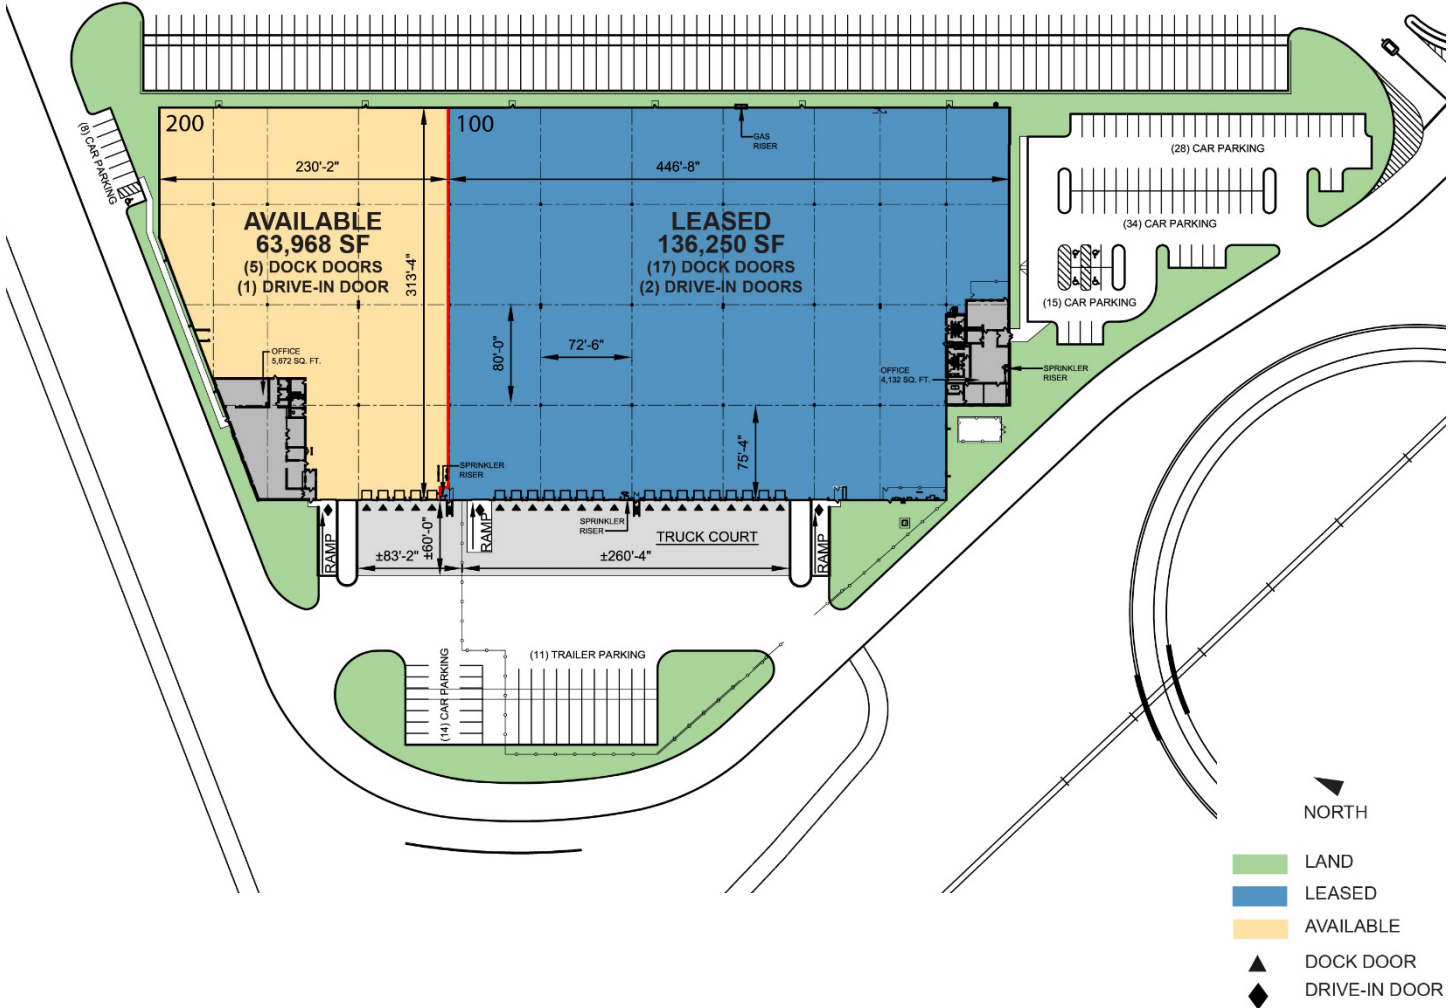 200
100
(8) CAR PARKING
GAS
RISER
230'-2"
446'-8"
(28) CAR PARKING
AVAILABLE
63,968 SF
(5) DOCK DOORS
(1) DRIVE-IN DOOR
313'-4"
LEASED
136,250 SF
(17) DOCK DOORS
(2) DRIVE-IN DOORS
(34) CAR PARKING
(15) CAR PARKING
80'-0"
72'-6"
OFFICE
5,672 SQ. FT.
OFFICE
4,132 SQ. FT.
SPRINKLER
RISER
75'-4"
SPRINKLER
RISER
RAMP
±83'-2"
±60'-0"
RAMP
SPRINKLER
RISER
±260'-4"
TRUCK COURT
RAMP
(14) CAR PARKING
(11) TRAILER PARKING
NORTH
LAND
LEASED
AVAILABLE
DOCK DOOR
DRIVE-IN DOOR